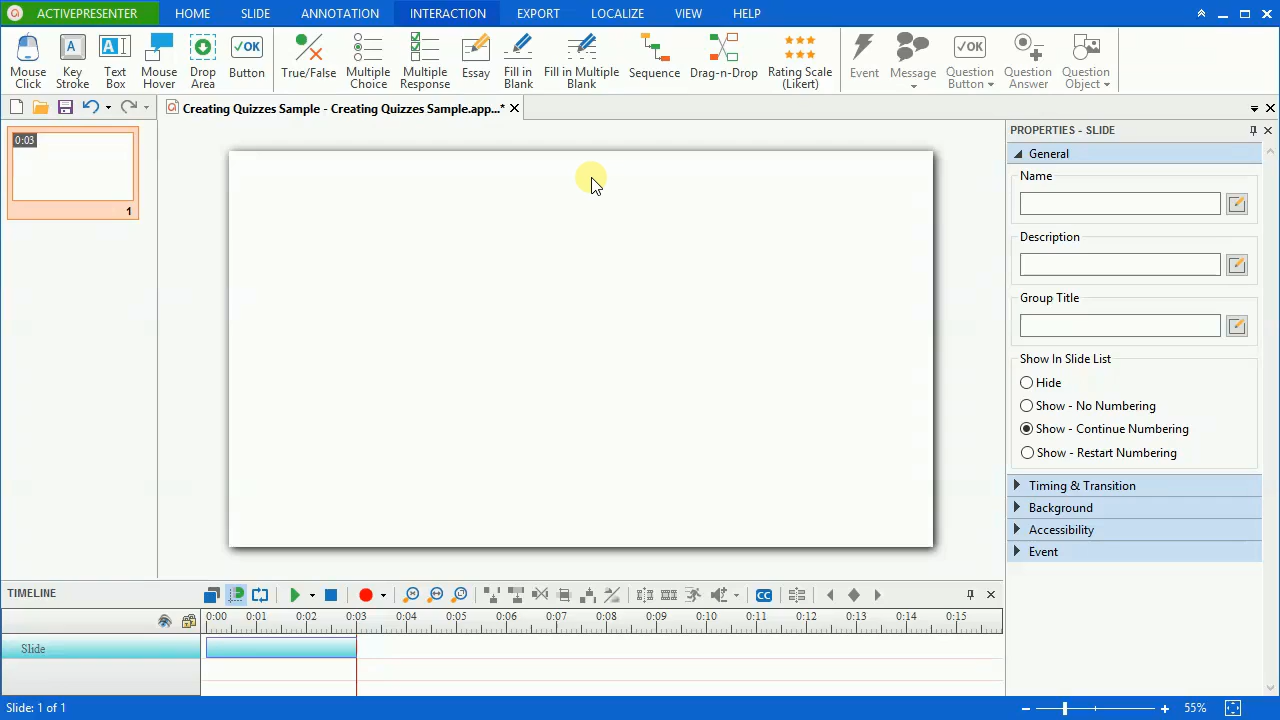 ACTIVEPRESENTER HOME SLIDE ANNOTATION INTERACTION EXPORT LOCALIZE VIEW HELP
Mouse Click
Key Stroke
Text Box
Mouse Hover
Drop Area
Button
True/False
Multiple Choice
Multiple Response
Essay
Fill in Blank
Fill in Multiple Blank
Sequence
Drag-n-Drop
Rating Scale (Likert)
Event
Message
Question Button
Question Answer
Question Object
Creating Quizzes Sample - Creating Quizzes Sample.app...*
0:03
1
PROPERTIES - SLIDE
General
Name
Description
Group Title
Show In Slide List
Hide
Show - No Numbering
Show - Continue Numbering
Show - Restart Numbering
Timing & Transition
Background
Accessibility
Event
TIMELINE
CC
0:00 0:01 0:02 0:03 0:04 0:05 0:06 0:07 0:08 0:09 0:10 0:11 0:12 0:13 0:14 0:15
Slide
Slide: 1 of 1
55%